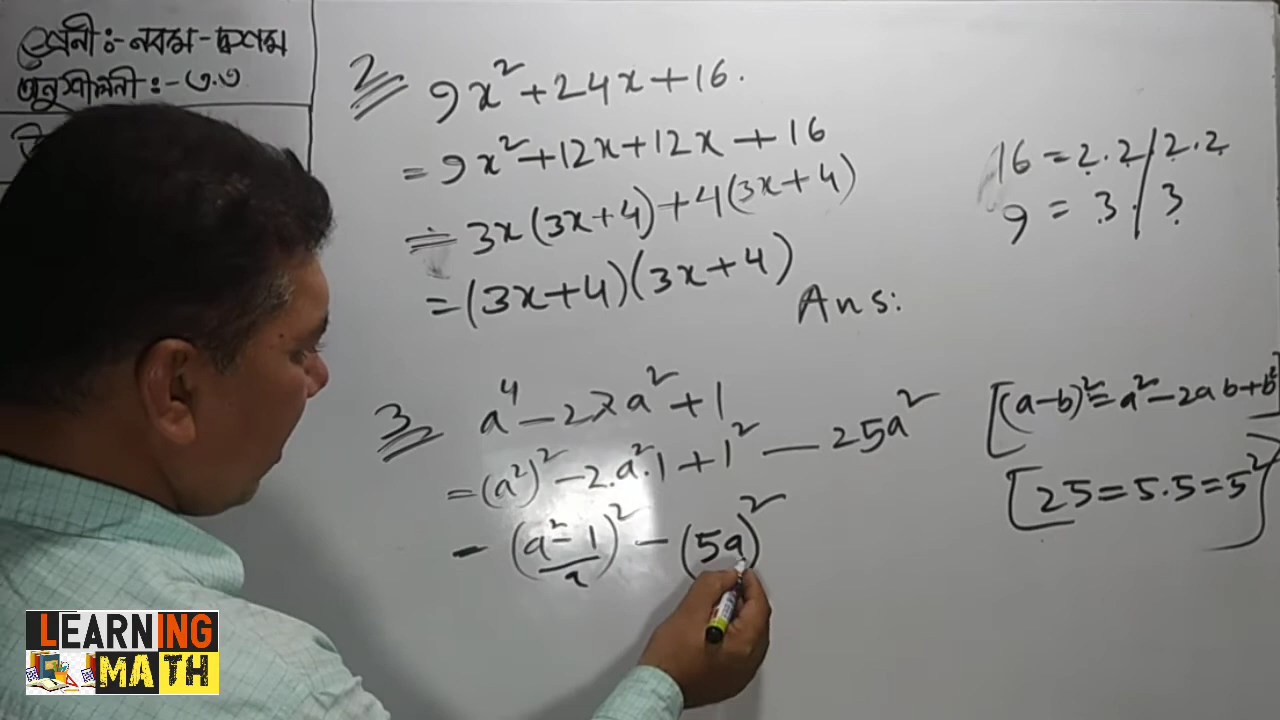 শ্রেনী:-নবম-দশম
অনুশীলনী:-৩.৩
2 9x²+24x+16.
= 9x²+12x+12x+16
= 3x(3x+4)+4(3x+4)
= (3x+4)(3x+4)
Ans:
16 = 2.2/2.2
9 = 3./3
3 a⁴-27a²+1
= (a²)²-2.a².1+1²-25a²
[(a-b)²=a²-2ab+b²
[25=5.5=5²]
- (a²-1)²-(5a)²
x
LEARNING
MATH